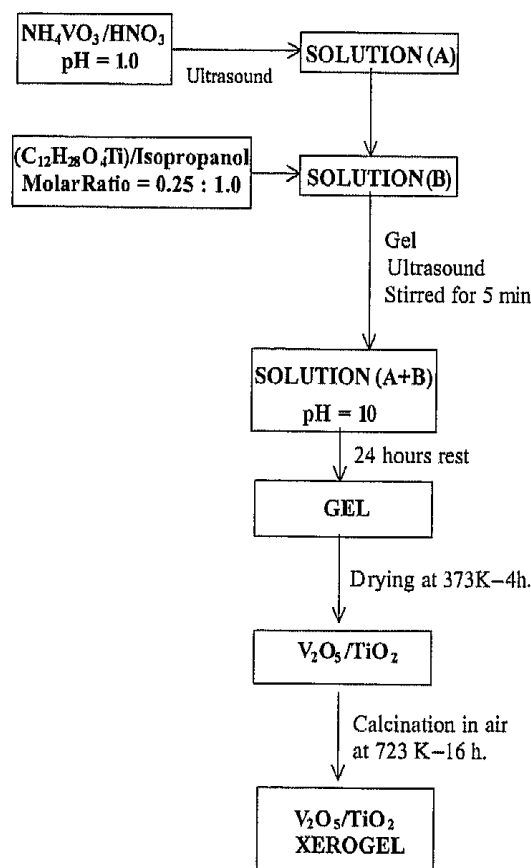 NH₄VO₃/HNO₃
pH = 1.0
Ultrasound
SOLUTION (A)
(C₁₂H₂₈O₄Ti)/Isopropanol
MolarRatio = 0.25 : 1.0
SOLUTION (B)
Gel
Ultrasound
Stirred for 5 min
SOLUTION (A+B)
pH = 10
24 hours rest
GEL
Drying at 373K–4h.
V₂O₅/TiO₂
Calcination in air
at 723 K–16 h.
V₂O₅/TiO₂
XEROGEL